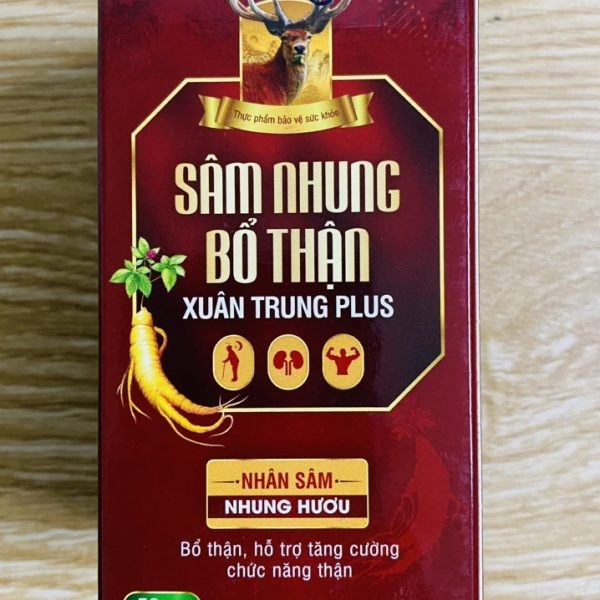 Thực phẩm bảo vệ sức khỏe
SÂM NHUNG
BỔ THẬN
XUÂN TRUNG PLUS
NHÂN SÂM
NHUNG HƯƠU
Bổ thận, hỗ trợ tăng cường
chức năng thận